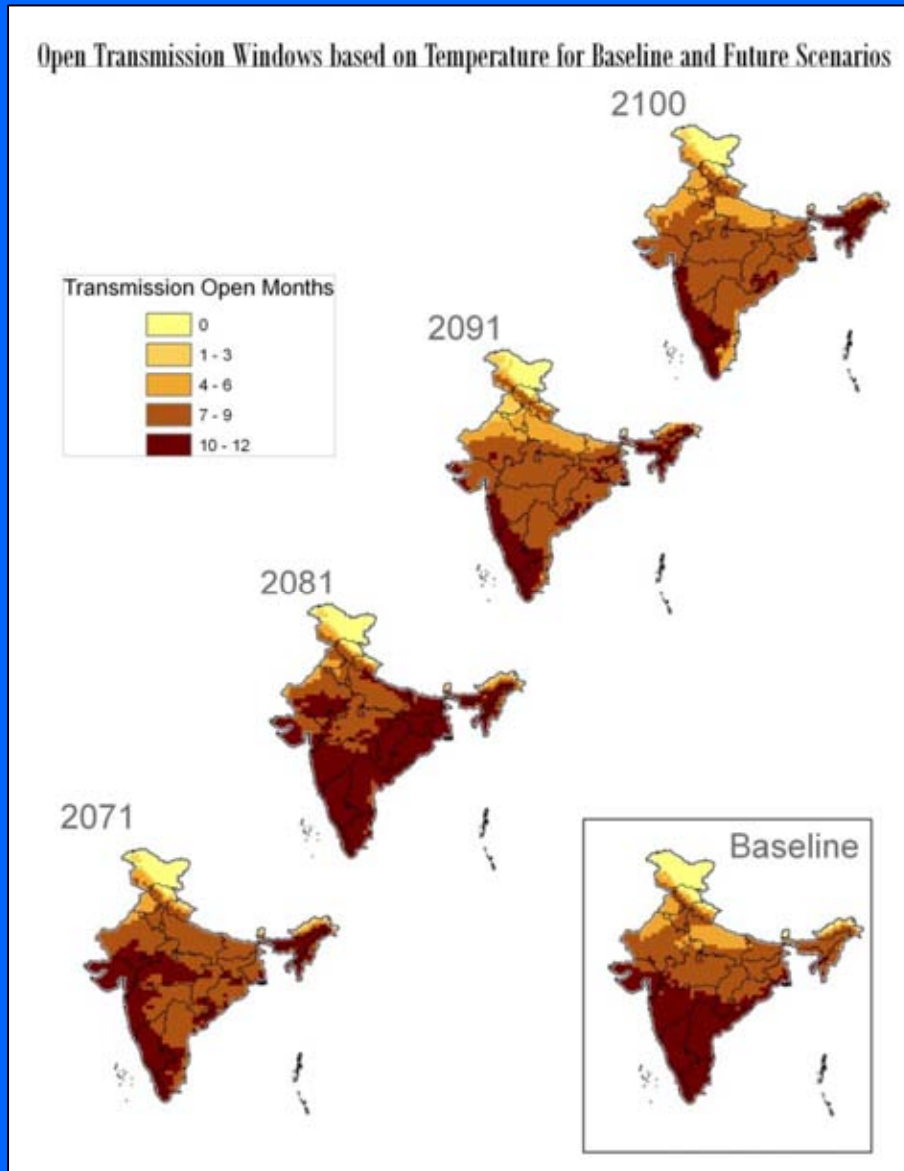 Open Transmission Windows based on Temperature for Baseline and Future Scenarios
2100
Transmission Open Months
0
1 - 3
4 - 6
7 - 9
10 - 12
2091
2081
2071
Baseline